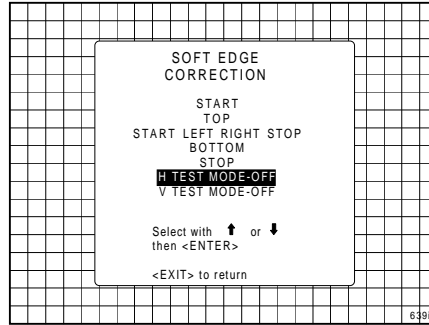 SOFT EDGE
CORRECTION
START
TOP
START LEFT RIGHT STOP
BOTTOM
STOP
H TEST MODE-OFF
V TEST MODE-OFF
Select with ⬆ or ⬇
then <ENTER>
<EXIT> to return